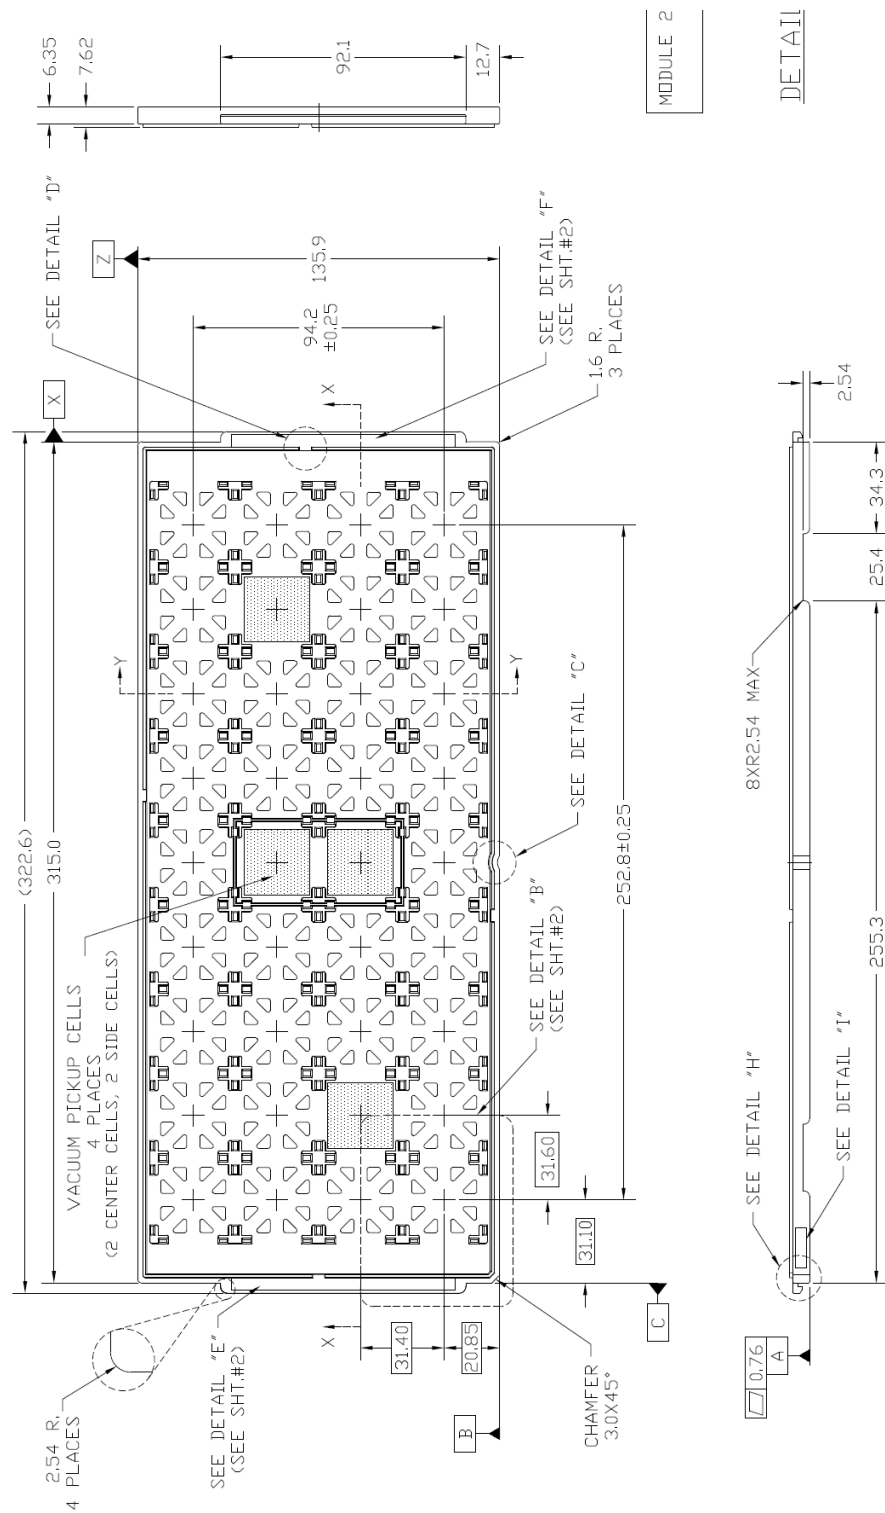 6.35
7.62
92.1
12.7
MODULE 2
DETAIL
SEE DETAIL "D"
Z
135.9
94.2
±0.25
SEE DETAIL "F"
(SEE SHT.#2)
1.6 R.
3 PLACES
X
X
(322.6)
315.0
Y
Y
VACUUM PICKUP CELLS
4 PLACES
(2 CENTER CELLS, 2 SIDE CELLS)
SEE DETAIL "C"
252.8±0.25
SEE DETAIL "B"
(SEE SHT.#2)
31.60
31.10
2.54 R.
4 PLACES
SEE DETAIL "E"
(SEE SHT.#2)
X
31.40
20.85
B
CHAMFER
3.0X45°
C
2.54
34.3
25.4
8XR2.54 MAX
255.3
SEE DETAIL "H"
SEE DETAIL "I"
0.76
A